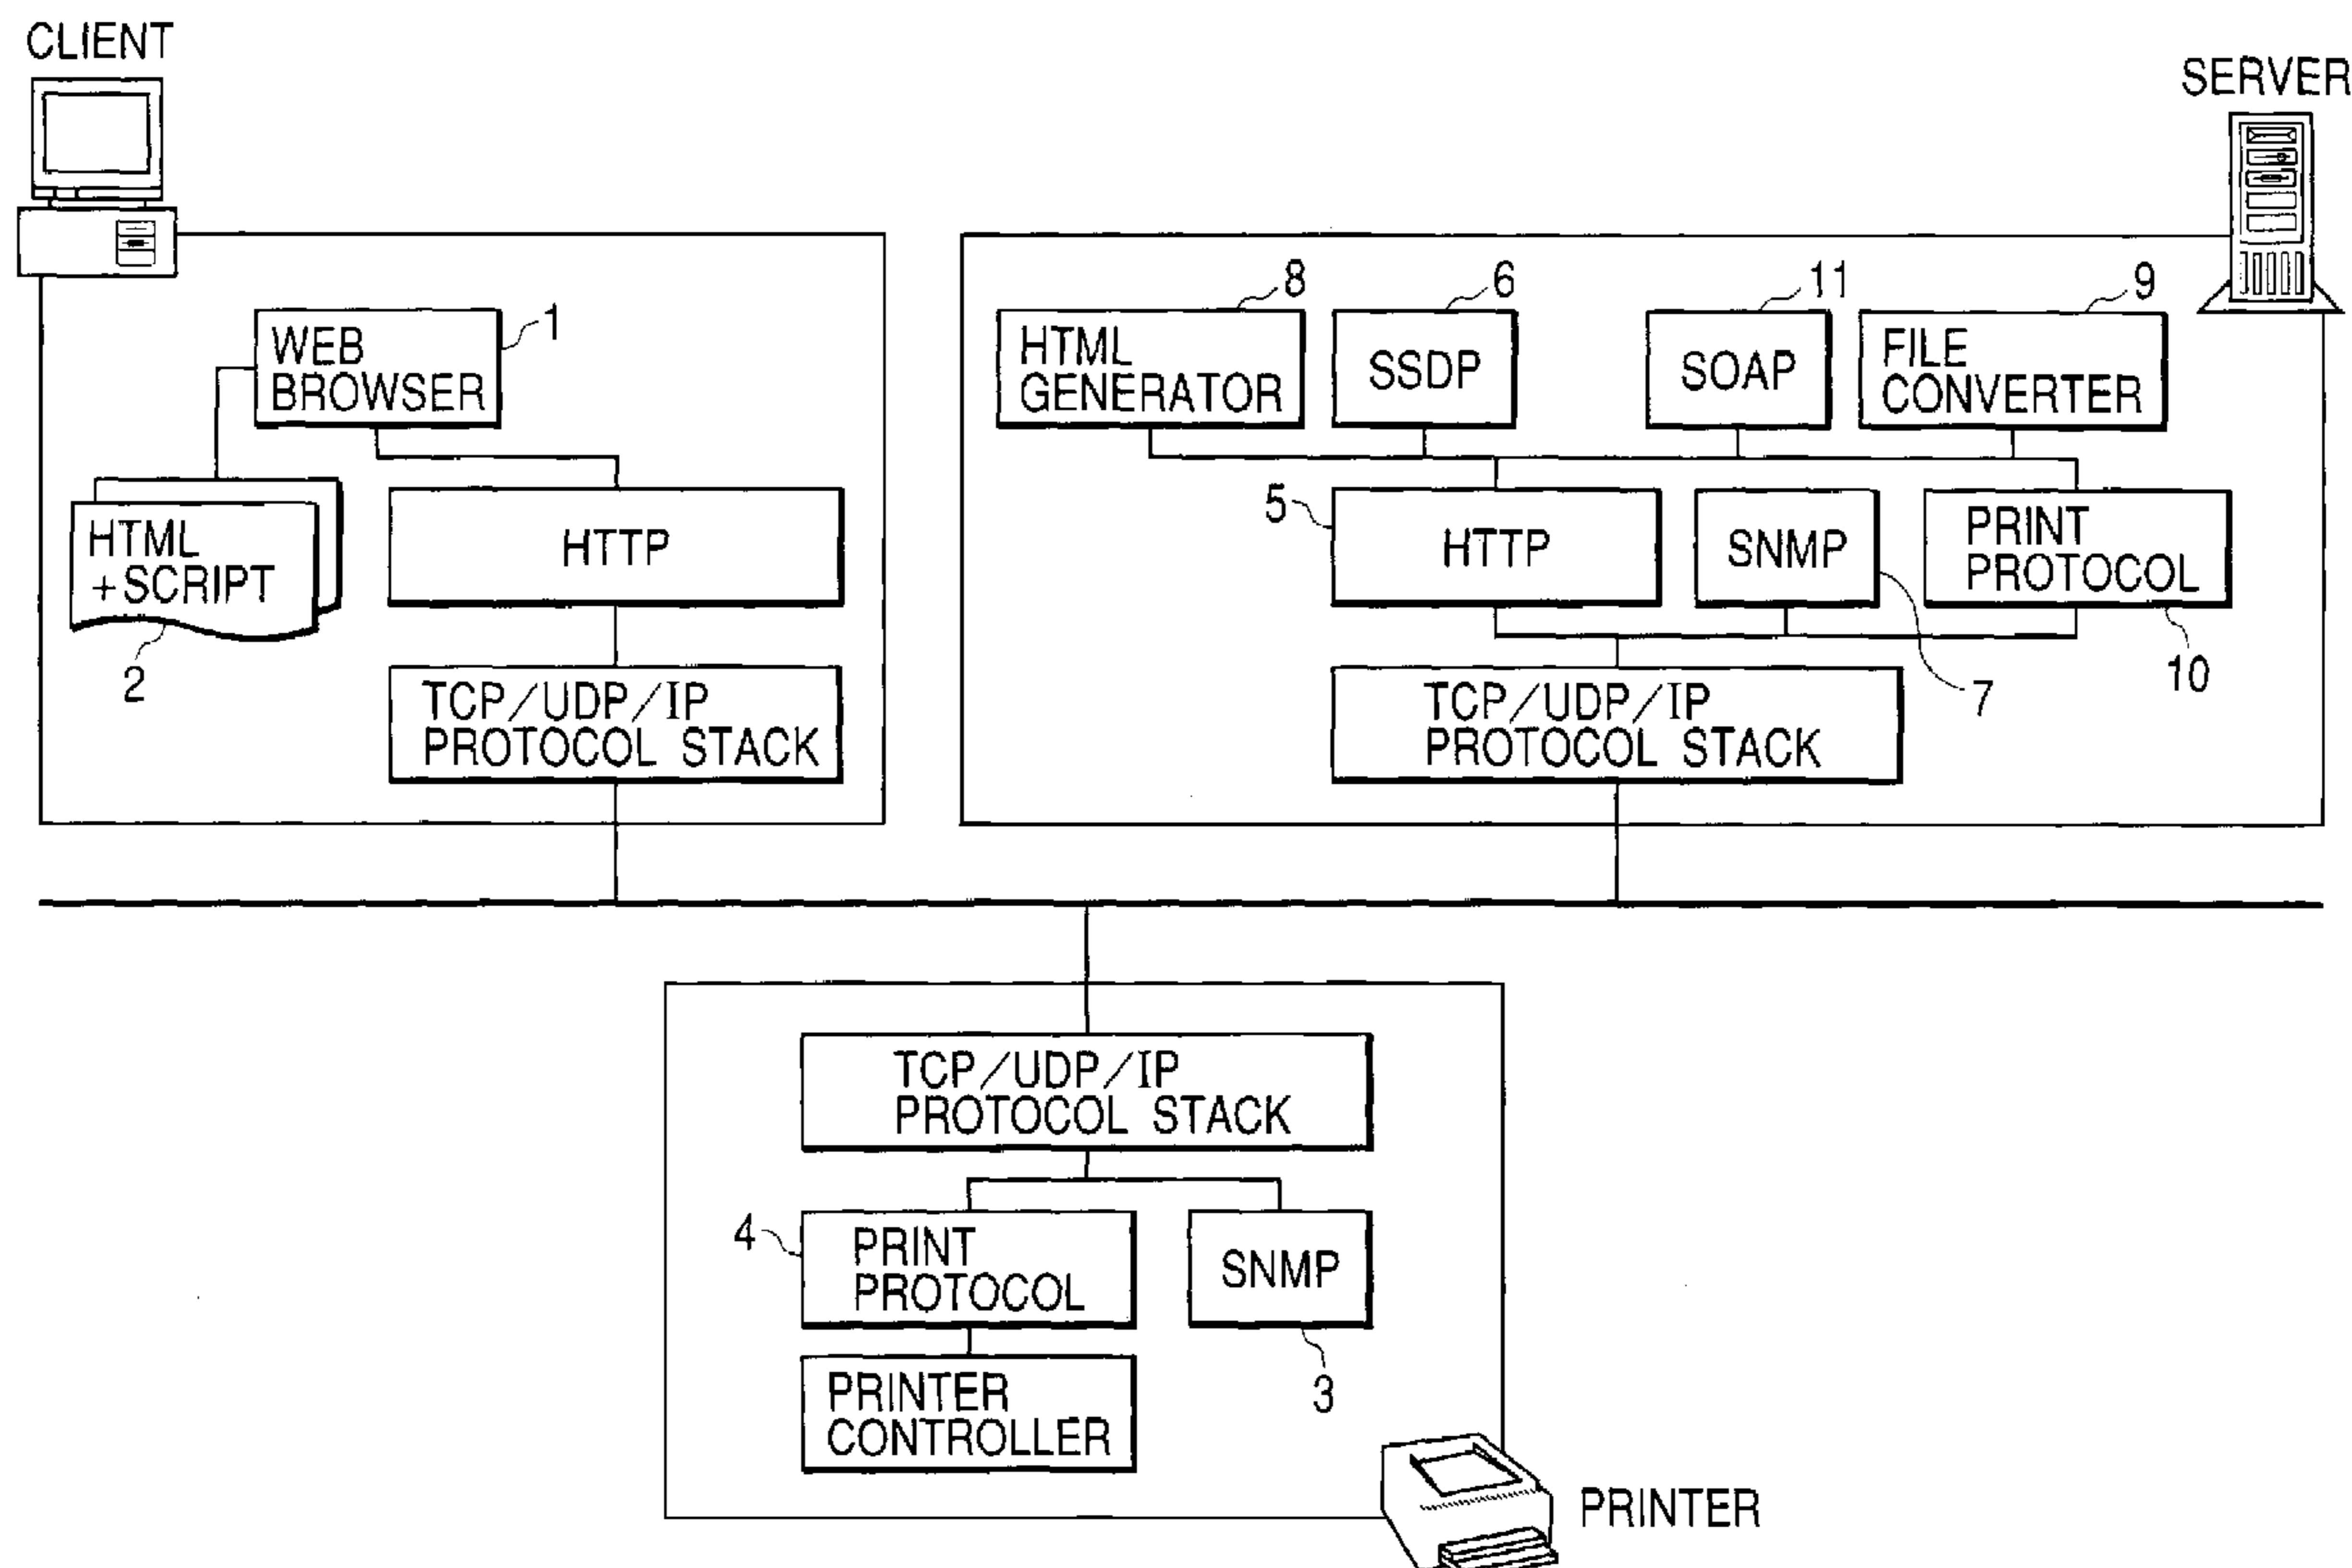 CLIENT
SERVER
1
WEB
BROWSER
HTML
+SCRIPT
2
HTTP
TCP/UDP/IP
PROTOCOL STACK
8
6
11
9
HTML
GENERATOR
SSDP
SOAP
FILE
CONVERTER
5
HTTP
SNMP
PRINT
PROTOCOL
7
10
TCP/UDP/IP
PROTOCOL STACK
TCP/UDP/IP
PROTOCOL STACK
4
PRINT
PROTOCOL
SNMP
3
PRINTER
CONTROLLER
PRINTER